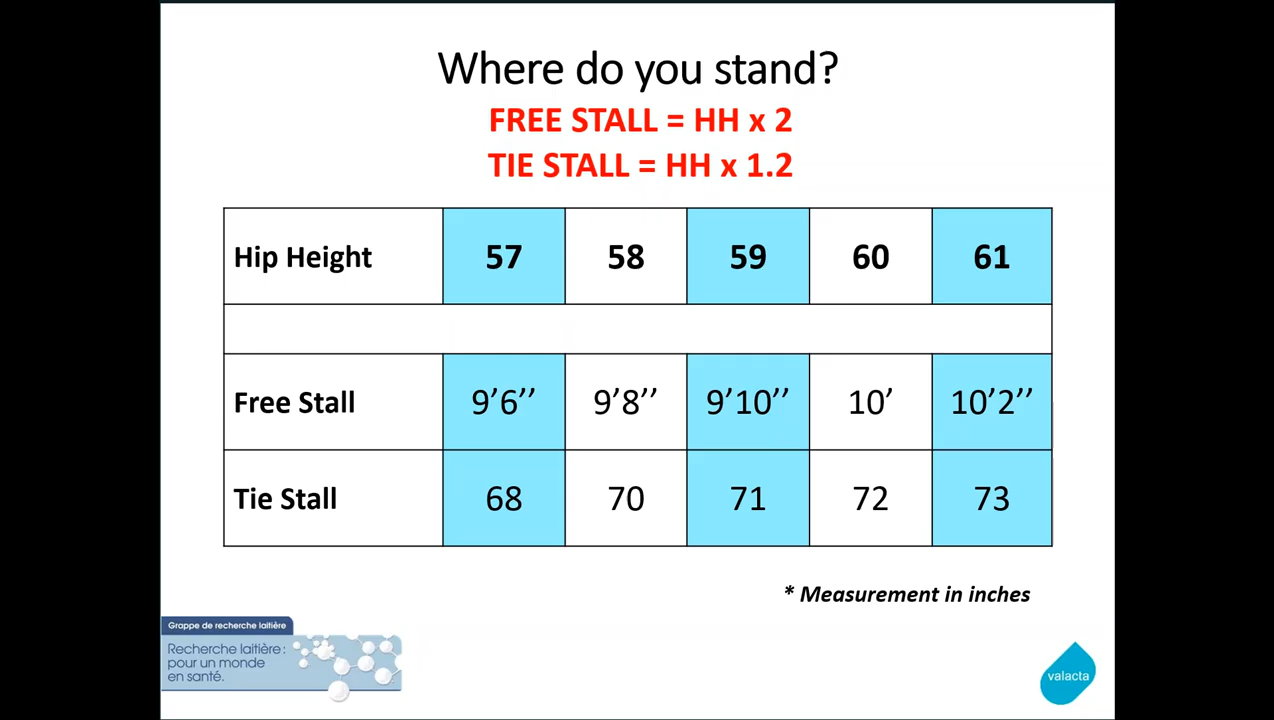 Where do you stand?
FREE STALL = HH x 2
TIE STALL = HH x 1.2
Hip Height 57 58 59 60 61
Free Stall 9’6’’ 9’8’’ 9’10’’ 10’ 10’2’’
Tie Stall 68 70 71 72 73
* Measurement in inches
Grappe de recherche laitière
Recherche laitière :
pour un monde
en santé.
valacta